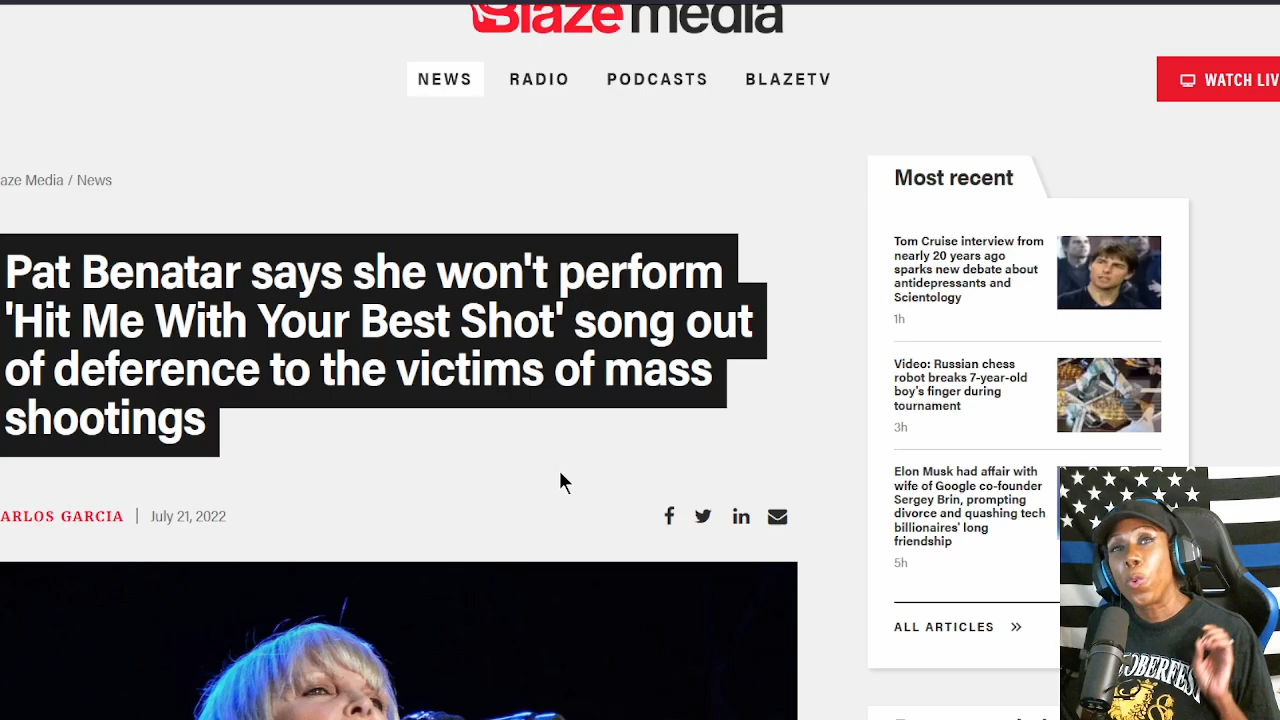 Blaze media
NEWS RADIO PODCASTS BLAZETV
WATCH LIV
aze Media / News
Pat Benatar says she won't perform
'Hit Me With Your Best Shot' song out
of deference to the victims of mass
shootings
ARLOS GARCIA | July 21, 2022
Most recent
Tom Cruise interview from
nearly 20 years ago
sparks new debate about
antidepressants and
Scientology
1h
Video: Russian chess
robot breaks 7-year-old
boy's finger during
tournament
3h
Elon Musk had affair with
wife of Google co-founder
Sergey Brin, prompting
divorce and quashing tech
billionaires' long
friendship
5h
ALL ARTICLES
TOBERFES